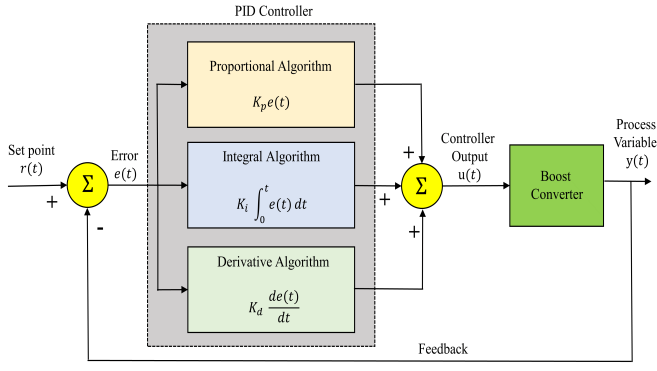 PID Controller
Proportional Algorithm
K_p e(t)
Set point
r(t)
Error
e(t)
Σ
+
-
Integral Algorithm
K_i ∫_0^t e(t) dt
Derivative Algorithm
K_d de(t)/dt
+
+
+
Σ
Controller
Output
u(t)
Boost
Converter
Process
Variable
y(t)
Feedback